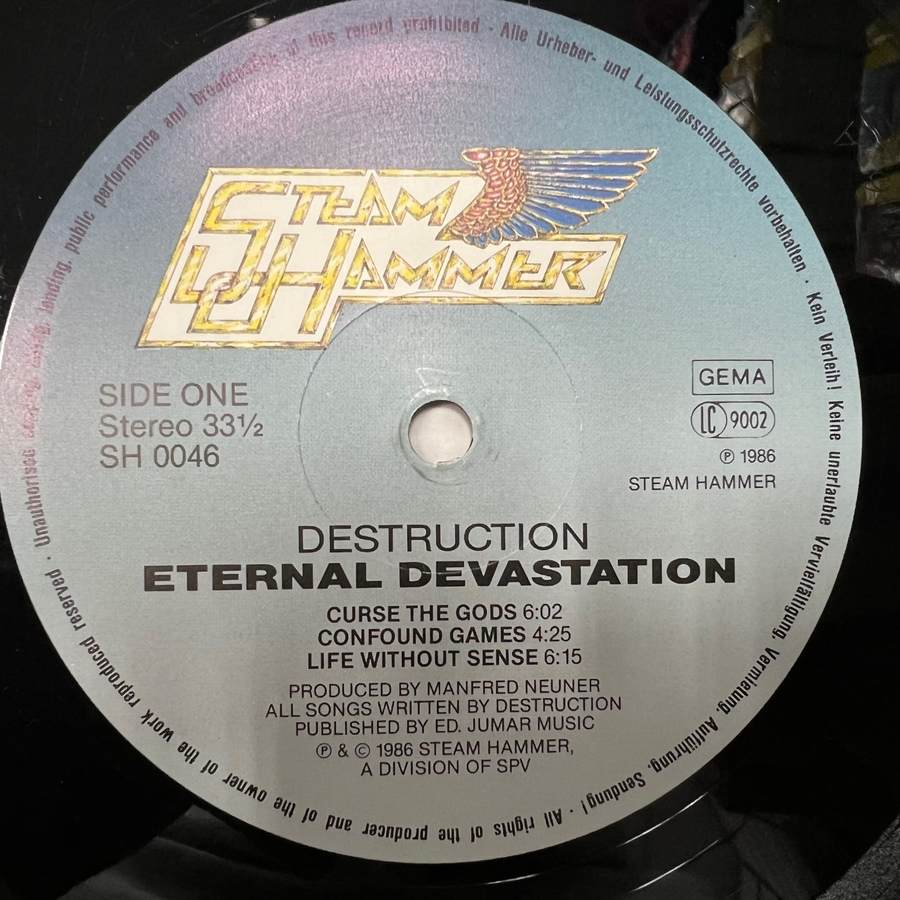 STEAM
HAMMER
SIDE ONE
Stereo 33½
SH 0046
GEMA
LC 9002
℗ 1986
STEAM HAMMER
DESTRUCTION
ETERNAL DEVASTATION
CURSE THE GODS 6:02
CONFOUND GAMES 4:25
LIFE WITHOUT SENSE 6:15
PRODUCED BY MANFRED NEUNER
ALL SONGS WRITTEN BY DESTRUCTION
PUBLISHED BY ED. JUMAR MUSIC
℗ & © 1986 STEAM HAMMER,
A DIVISION OF SPV
· All rights of the producer and of the owner of the work reproduced reserved · Unauthorised lending, public performance and broadcasting of this record prohibited · Alle Urheber- und Leistungsschutzrechte vorbehalten · Kein Verleih! Keine unerlaubte Vervielfältigung, Vermietung, Aufführung, Sendung!